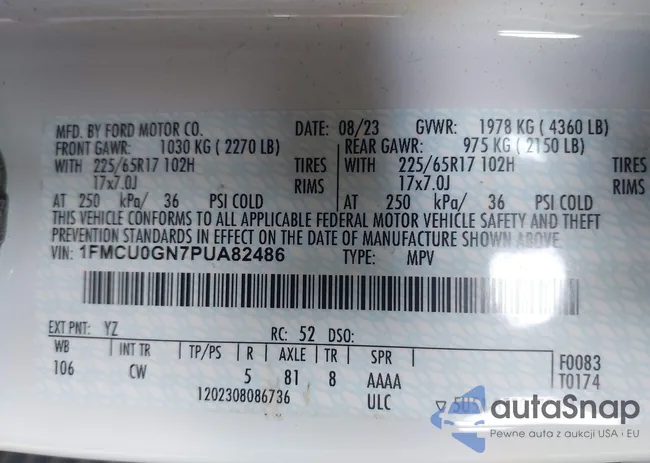 MFD. BY FORD MOTOR CO. DATE: 08/23 GVWR: 1978 KG ( 4360 LB)
FRONT GAWR: 1030 KG ( 2270 LB) REAR GAWR: 975 KG ( 2150 LB)
WITH 225/65R17 102H TIRES WITH 225/65R17 102H TIRES
17x7.0J RIMS 17x7.0J RIMS
AT 250 kPa/ 36 PSI COLD AT 250 kPa/ 36 PSI COLD
THIS VEHICLE CONFORMS TO ALL APPLICABLE FEDERAL MOTOR VEHICLE SAFETY AND THEFT
PREVENTION STANDARDS IN EFFECT ON THE DATE OF MANUFACTURE SHOWN ABOVE.
VIN: 1FMCU0GN7PUA82486 TYPE: MPV
EXT PNT: YZ RC: 52 DSO:
WB INT TR TP/PS R AXLE TR SPR F0083
106 CW 5 81 8 AAAA T0174
1202308086736 ULC
autaSnap
Pewne auta z aukcji USA i EU